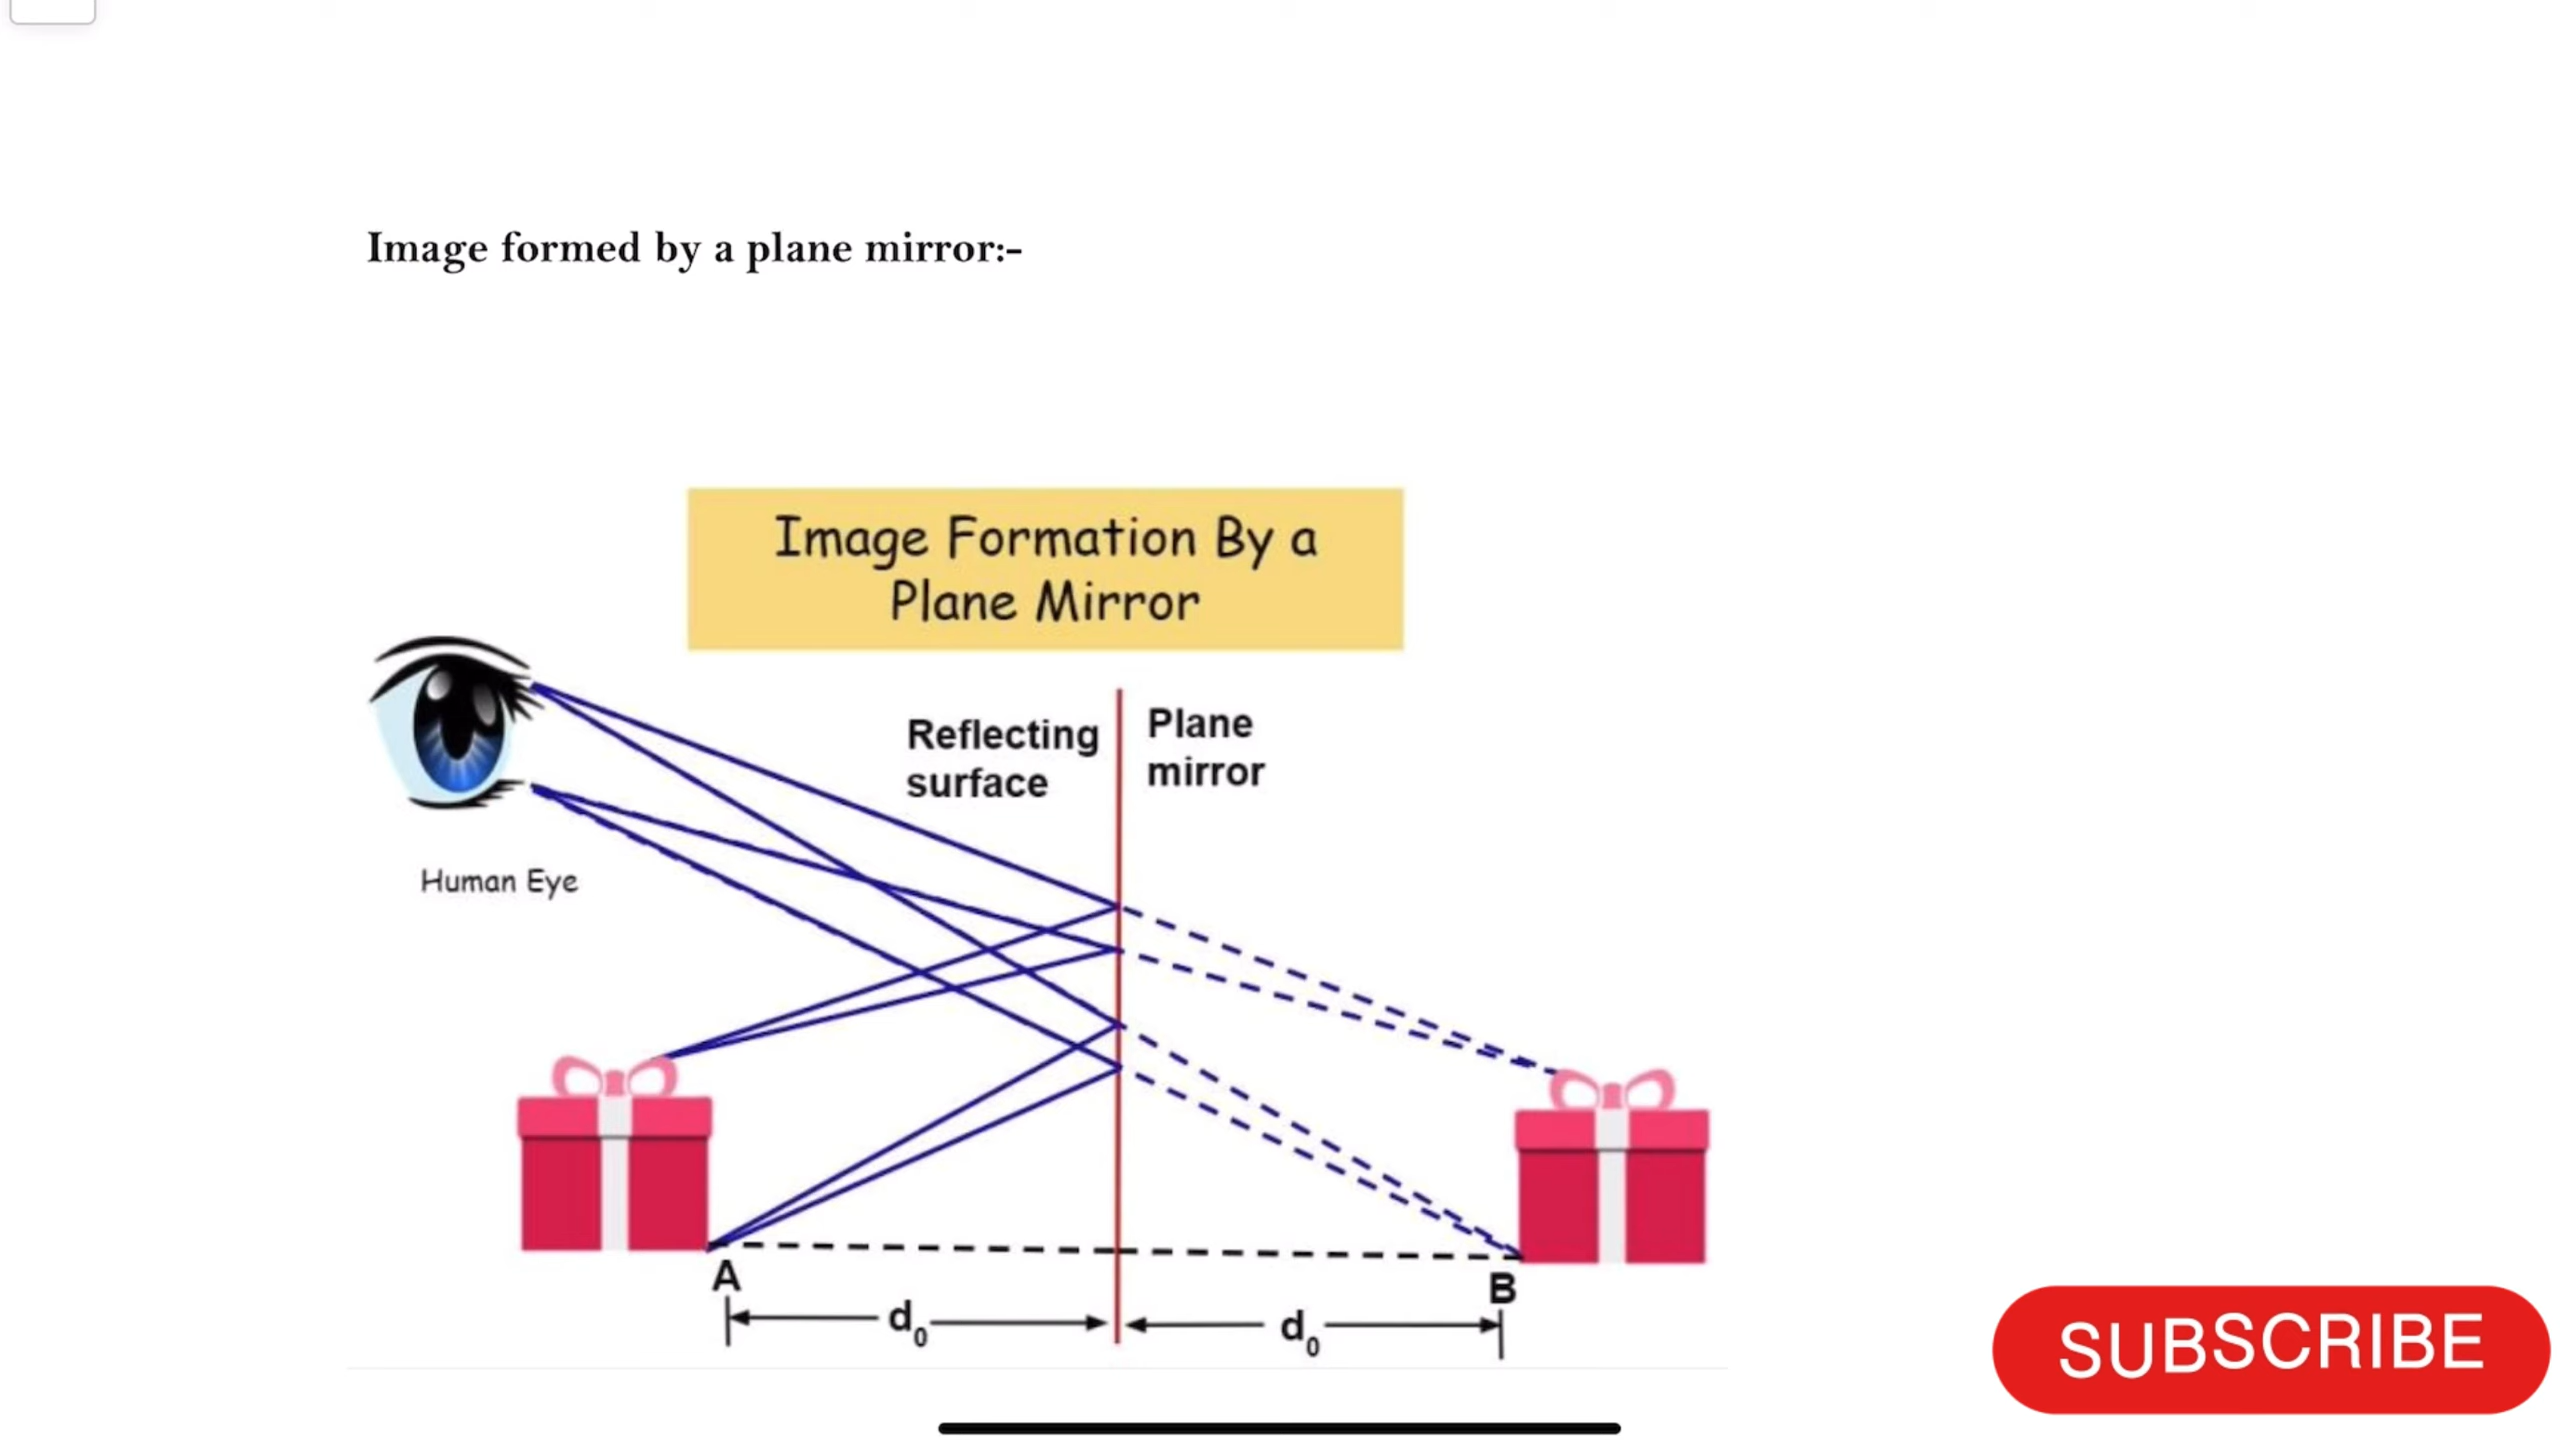 Image formed by a plane mirror:-
Image Formation By a
Plane Mirror
Reflecting
surface
Plane
mirror
Human Eye
A
B
d₀
d₀
SUBSCRIBE